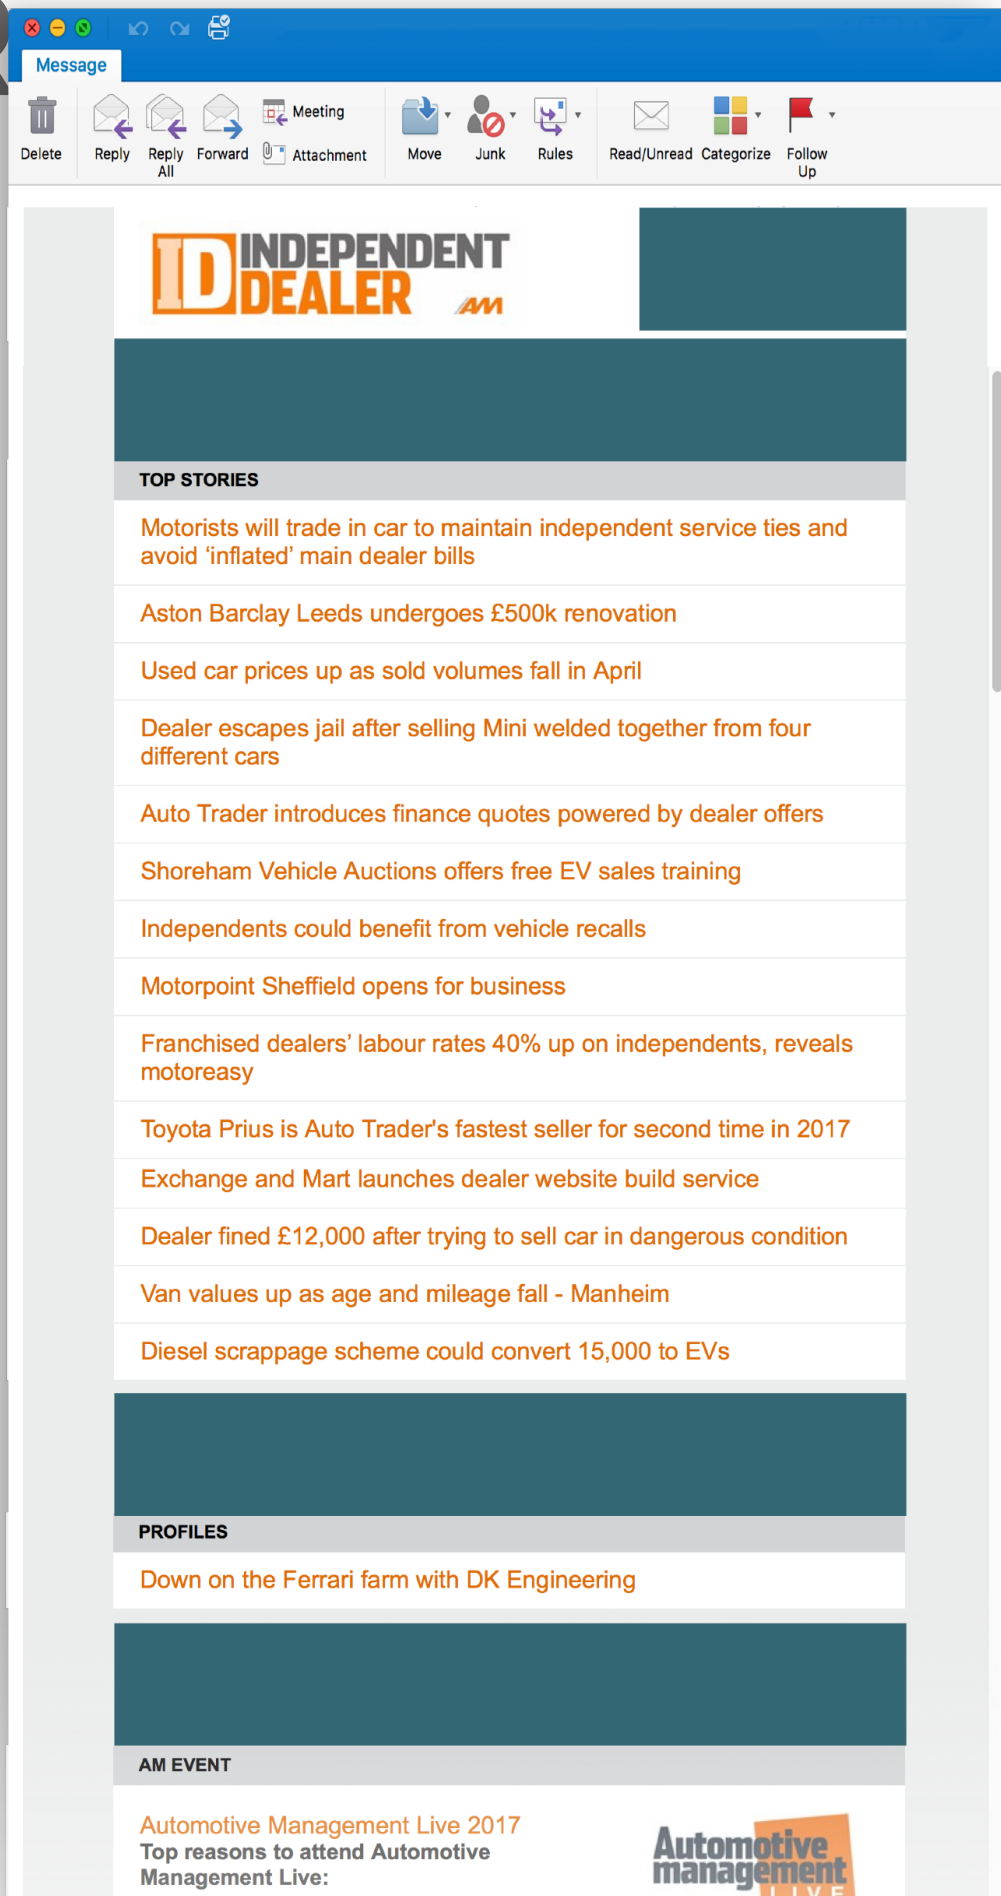 Message
Delete
Reply
Reply
All
Forward
Meeting
Attachment
Move
Junk
Rules
Read/Unread
Categorize
Follow
Up
ID INDEPENDENT
DEALER AM
TOP STORIES
Motorists will trade in car to maintain independent service ties and
avoid ‘inflated’ main dealer bills
Aston Barclay Leeds undergoes £500k renovation
Used car prices up as sold volumes fall in April
Dealer escapes jail after selling Mini welded together from four
different cars
Auto Trader introduces finance quotes powered by dealer offers
Shoreham Vehicle Auctions offers free EV sales training
Independents could benefit from vehicle recalls
Motorpoint Sheffield opens for business
Franchised dealers’ labour rates 40% up on independents, reveals
motoreasy
Toyota Prius is Auto Trader's fastest seller for second time in 2017
Exchange and Mart launches dealer website build service
Dealer fined £12,000 after trying to sell car in dangerous condition
Van values up as age and mileage fall - Manheim
Diesel scrappage scheme could convert 15,000 to EVs
PROFILES
Down on the Ferrari farm with DK Engineering
AM EVENT
Automotive Management Live 2017
Top reasons to attend Automotive
Management Live:
Automotive
management
LIVE